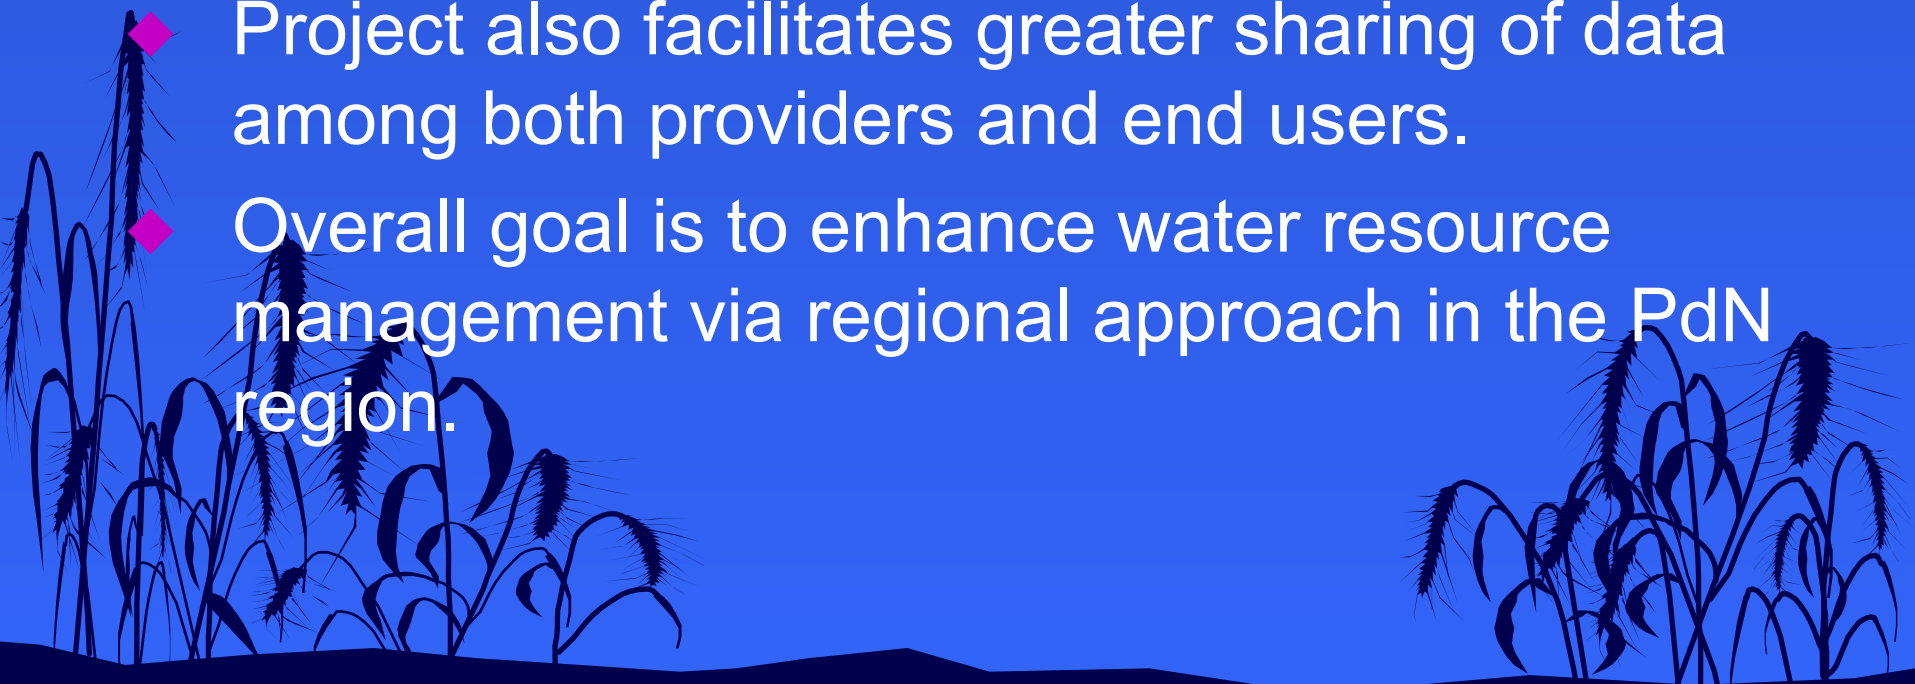 Project also facilitates greater sharing of data
among both providers and end users.
Overall goal is to enhance water resource
management via regional approach in the PdN
region.